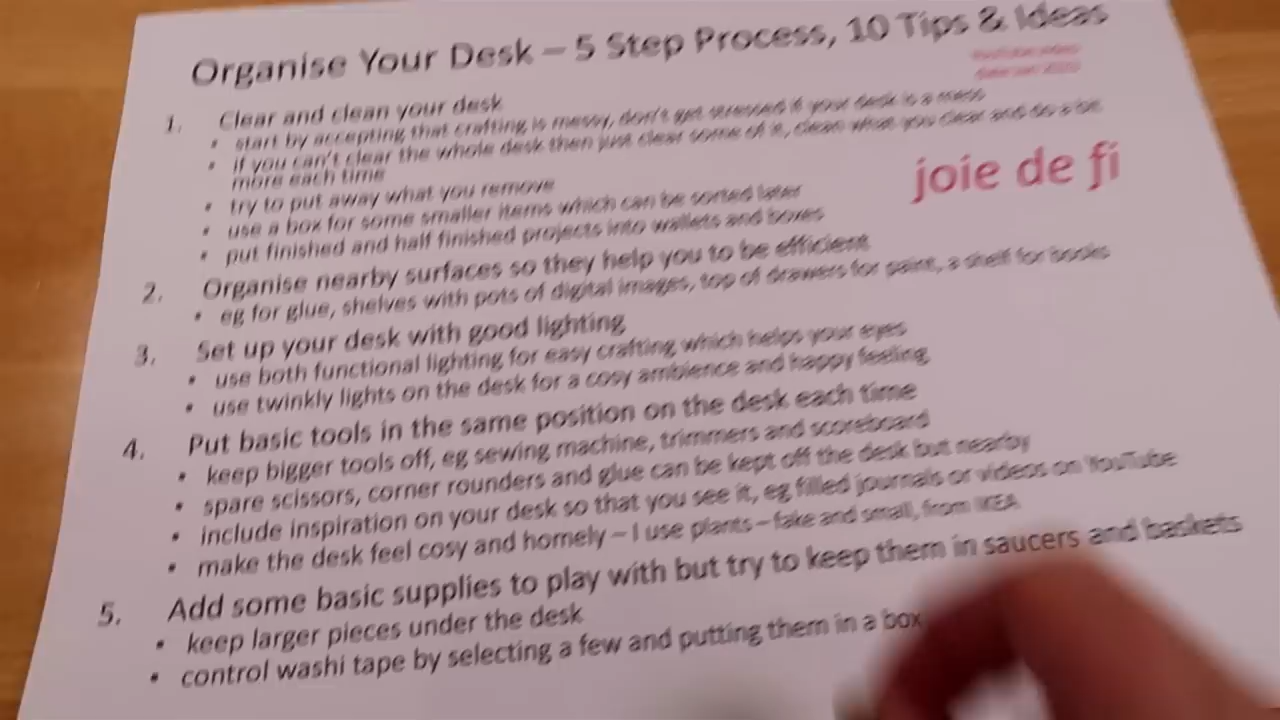 Organise Your Desk – 5 Step Process, 10 Tips & Ideas
YouTube video
joie de fi
1. Clear and clean your desk
• start by accepting that crafting is messy, don't get stressed if your desk is a mess
• if you can't clear the whole desk then just clear some of it, clean what you clear and do a bit
more each time
• try to put away what you remove
• use a box for some smaller items which can be sorted later
• put finished and half finished projects into wallets and boxes
2. Organise nearby surfaces so they help you to be efficient
• eg for glue, shelves with pots of digital images, top of drawers for paint, a shelf for books
3. Set up your desk with good lighting
• use both functional lighting for easy crafting which helps your eyes
• use twinkly lights on the desk for a cosy ambience and happy feeling
4. Put basic tools in the same position on the desk each time
• keep bigger tools off, eg sewing machine, trimmers and scoreboard
• spare scissors, corner rounders and glue can be kept off the desk but nearby
• include inspiration on your desk so that you see it, eg filled journals or videos on YouTube
• make the desk feel cosy and homely – I use plants – fake and small, from IKEA
5. Add some basic supplies to play with but try to keep them in saucers and baskets
• keep larger pieces under the desk
• control washi tape by selecting a few and putting them in a box